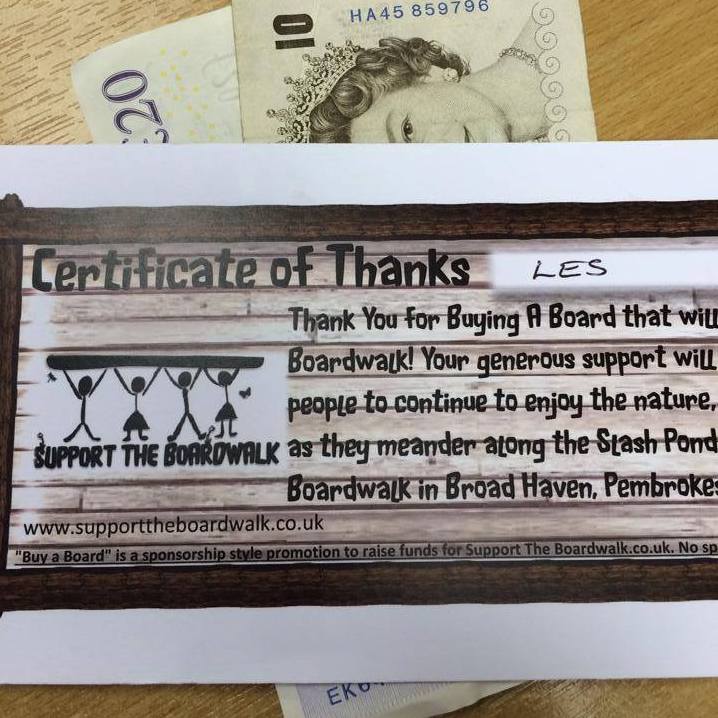 10
HA45 859796
20
Certificate of Thanks LES
Thank You for Buying A Board that will
Boardwalk! Your generous support will
people to continue to enjoy the nature,
as they meander along the Slash Pond
Boardwalk in Broad Haven, Pembrokes
SUPPORT THE BOARDWALK
www.supporttheboardwalk.co.uk
"Buy a Board" is a sponsorship style promotion to raise funds for Support The Boardwalk.co.uk. No sp